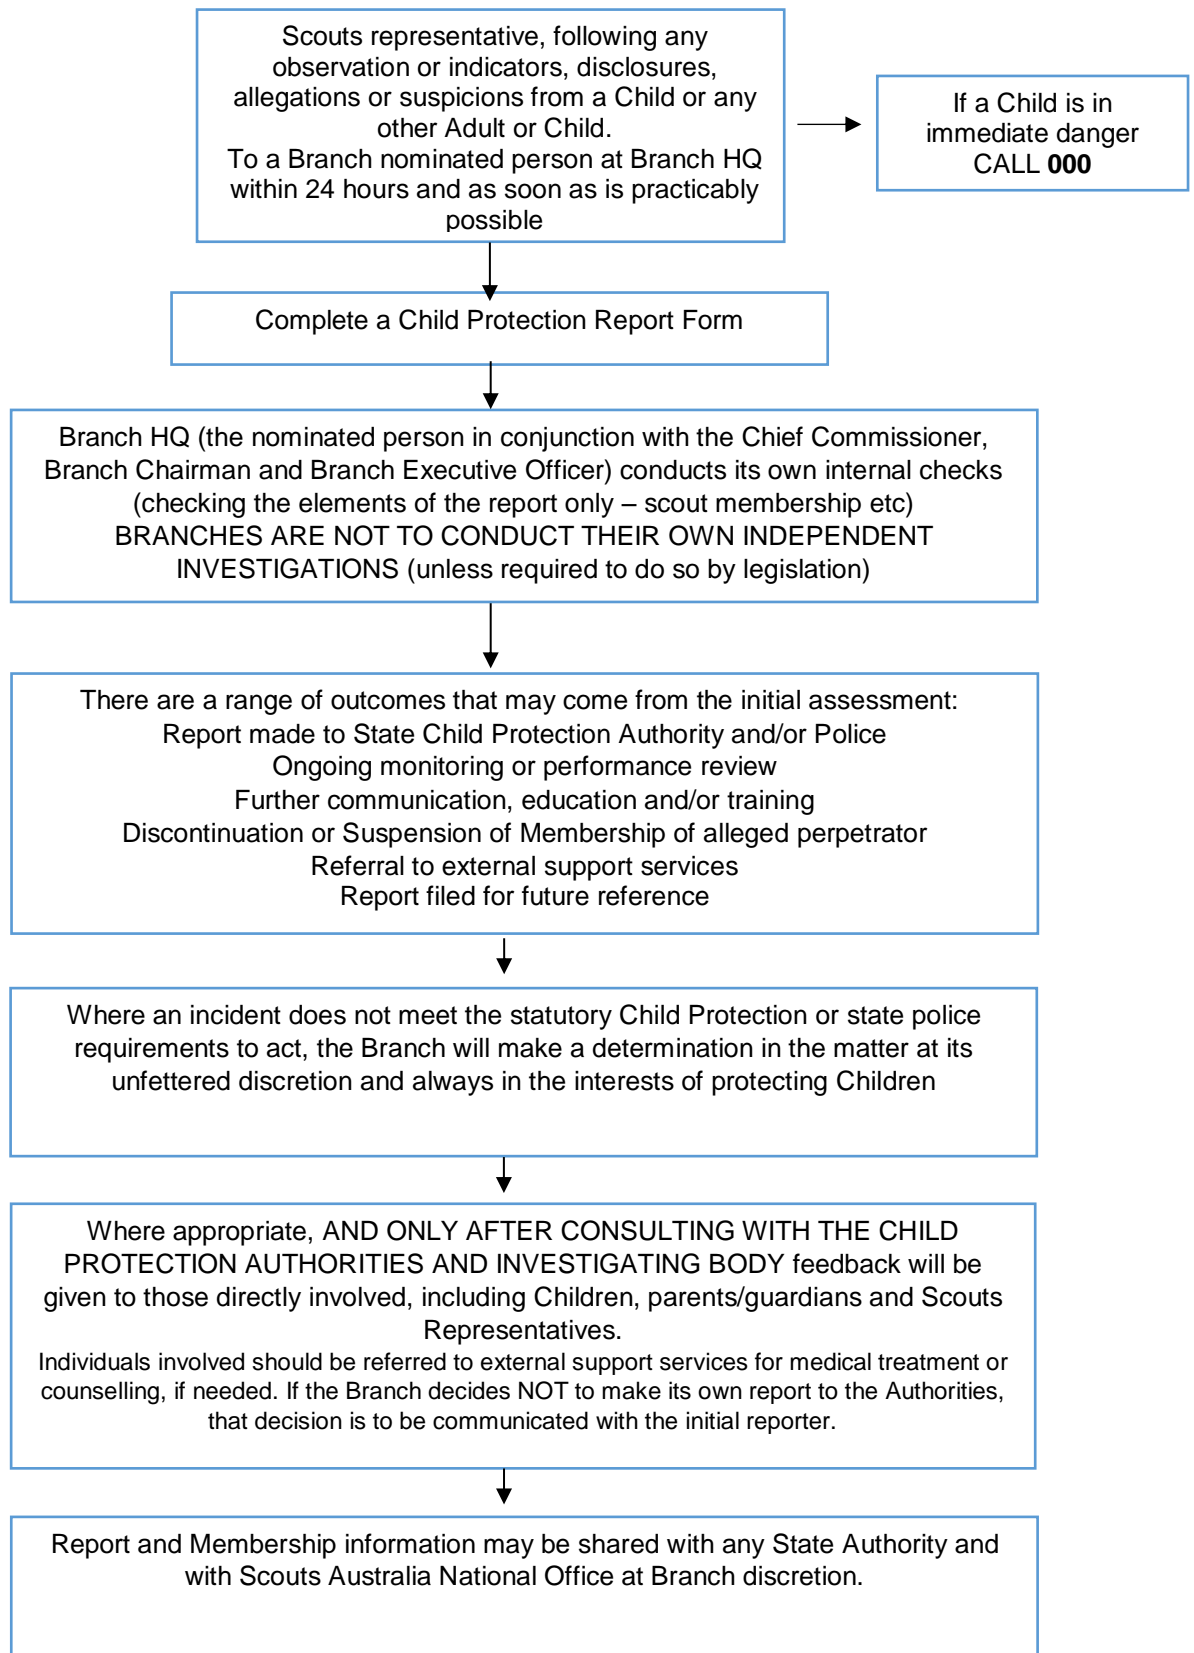 Scouts representative, following any
observation or indicators, disclosures,
allegations or suspicions from a Child or any
other Adult or Child.
To a Branch nominated person at Branch HQ
within 24 hours and as soon as is practicably
possible
If a Child is in
immediate danger
CALL 000
Complete a Child Protection Report Form
Branch HQ (the nominated person in conjunction with the Chief Commissioner,
Branch Chairman and Branch Executive Officer) conducts its own internal checks
(checking the elements of the report only – scout membership etc)
BRANCHES ARE NOT TO CONDUCT THEIR OWN INDEPENDENT
INVESTIGATIONS (unless required to do so by legislation)
There are a range of outcomes that may come from the initial assessment:
Report made to State Child Protection Authority and/or Police
Ongoing monitoring or performance review
Further communication, education and/or training
Discontinuation or Suspension of Membership of alleged perpetrator
Referral to external support services
Report filed for future reference
Where an incident does not meet the statutory Child Protection or state police
requirements to act, the Branch will make a determination in the matter at its
unfettered discretion and always in the interests of protecting Children
Where appropriate, AND ONLY AFTER CONSULTING WITH THE CHILD
PROTECTION AUTHORITIES AND INVESTIGATING BODY feedback will be
given to those directly involved, including Children, parents/guardians and Scouts
Representatives.
Individuals involved should be referred to external support services for medical treatment or
counselling, if needed. If the Branch decides NOT to make its own report to the Authorities,
that decision is to be communicated with the initial reporter.
Report and Membership information may be shared with any State Authority and
with Scouts Australia National Office at Branch discretion.